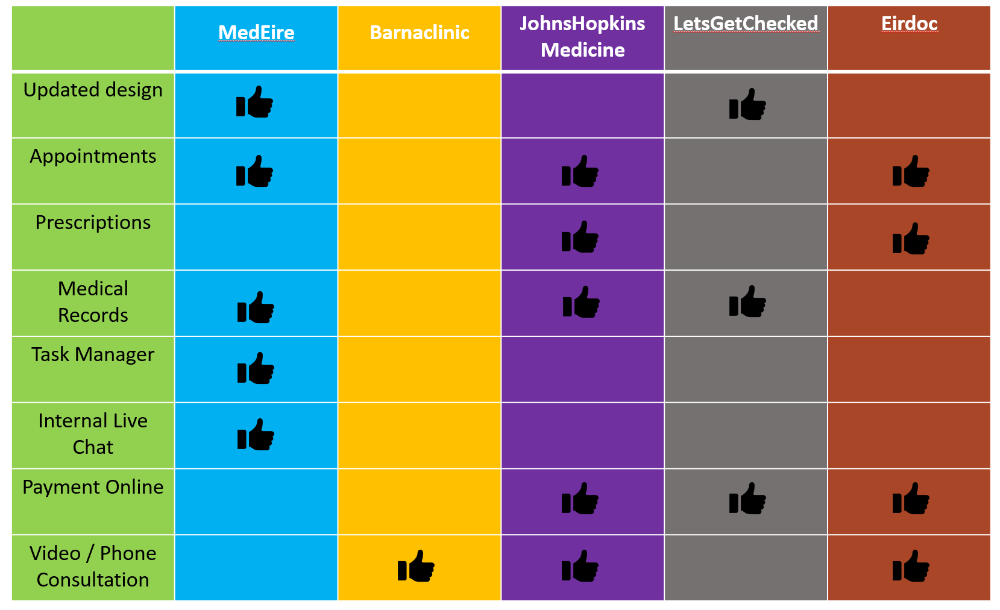 MedEire
Barnaclinic
JohnsHopkins
Medicine
LetsGetChecked
Eirdoc
Updated design
Appointments
Prescriptions
Medical
Records
Task Manager
Internal Live
Chat
Payment Online
Video / Phone
Consultation